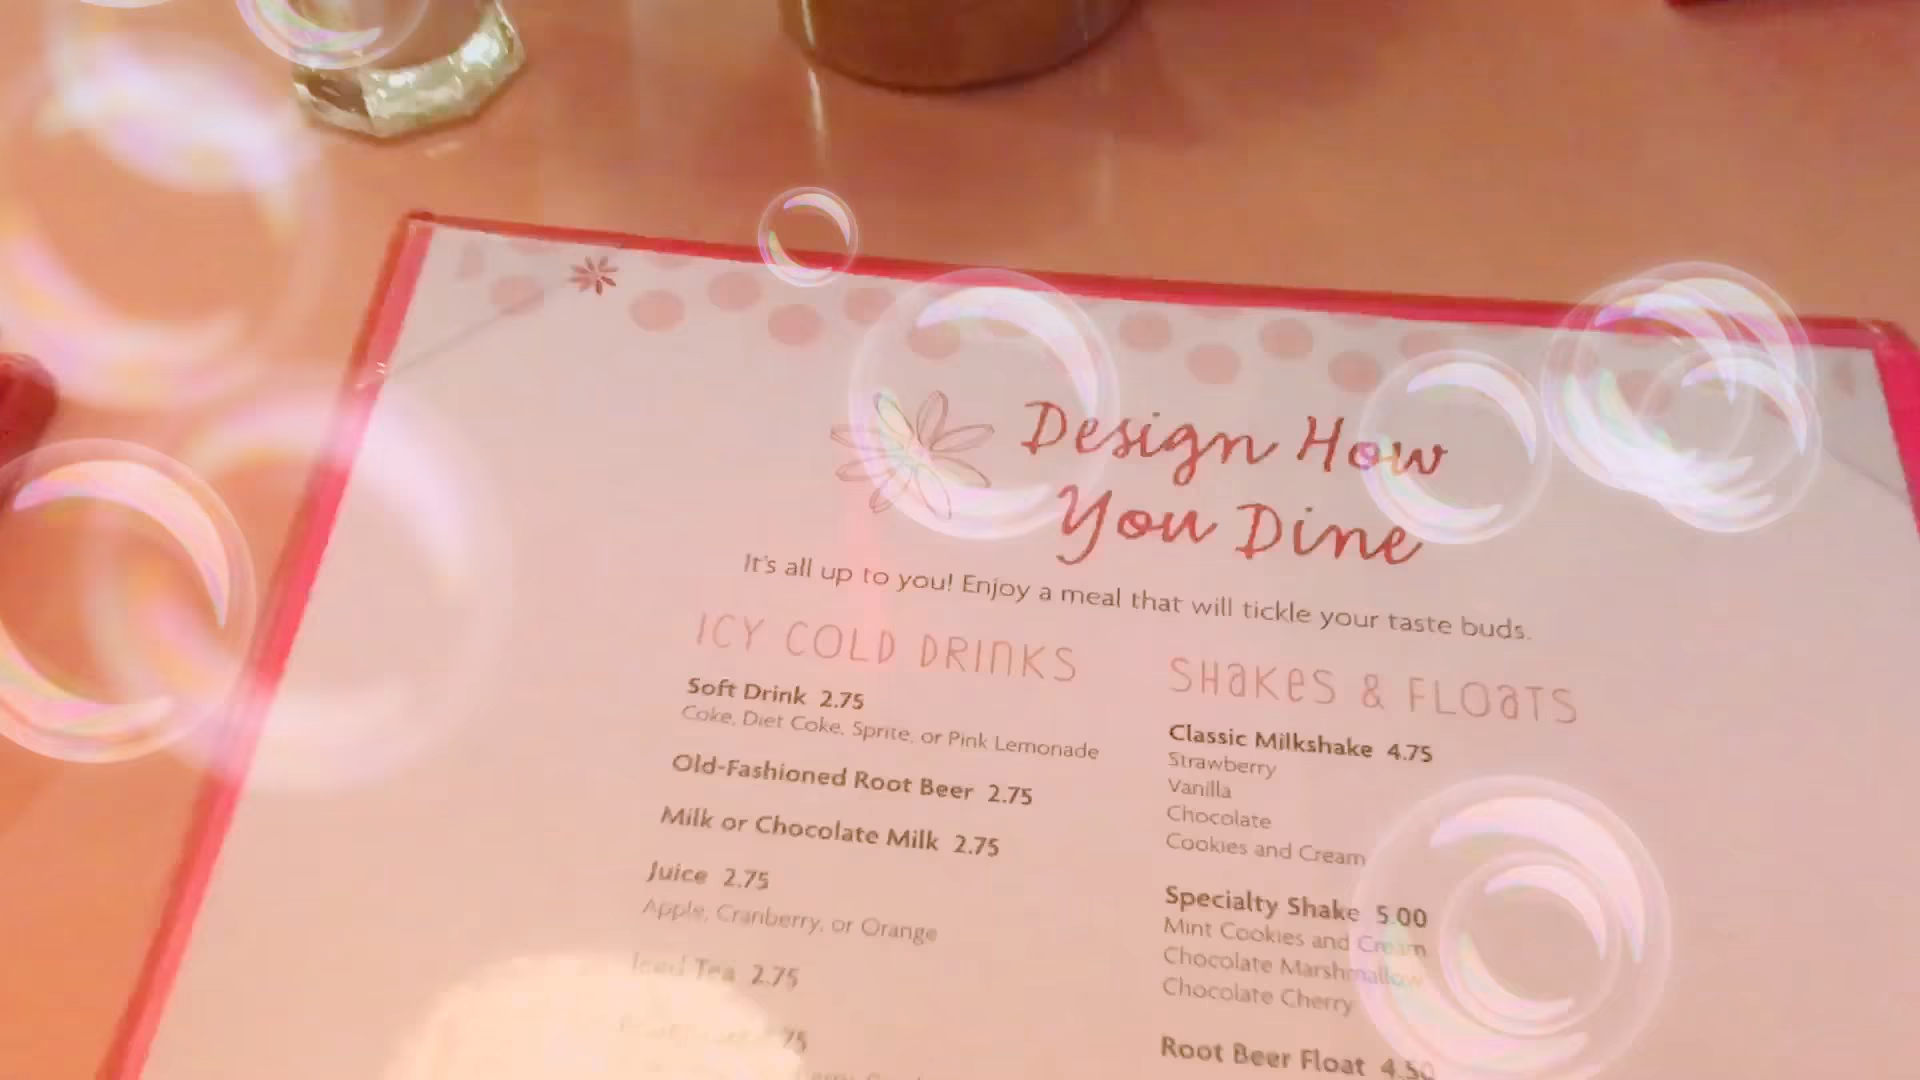 Design How
You Dine
It's all up to you! Enjoy a meal that will tickle your taste buds.
ICY COLD DRINKS
Soft Drink 2.75
Coke, Diet Coke, Sprite, or Pink Lemonade
Old-Fashioned Root Beer 2.75
Milk or Chocolate Milk 2.75
Juice 2.75
Apple, Cranberry, or Orange
Iced Tea 2.75
SHAKES & FLOATS
Classic Milkshake 4.75
Strawberry
Vanilla
Chocolate
Cookies and Cream
Specialty Shake 5.00
Mint Cookies and Cream
Chocolate Marshmallow
Chocolate Cherry
Root Beer Float 4.50